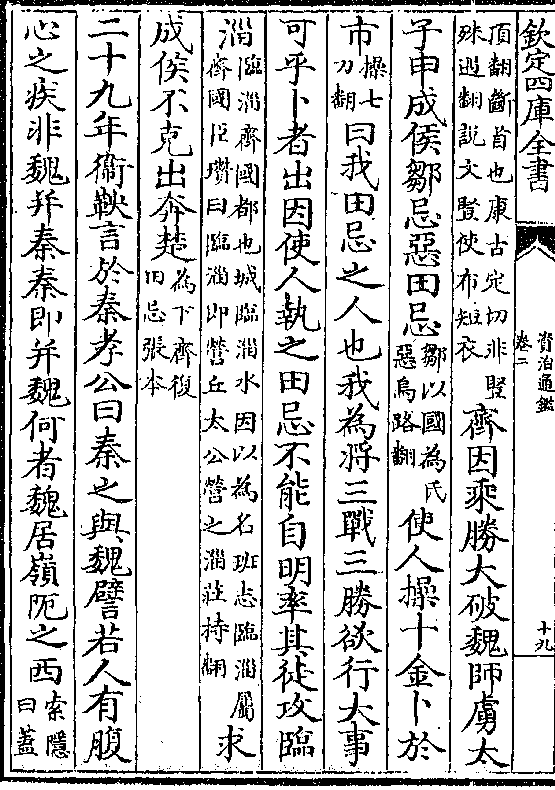 欽定四庫全書
資治通鑑
卷二
十九
頂翻斷首也康古定切非豎
殊遇翻說文豎使布短衣
齊因乘勝大破魏師虜太
子申成侯鄒忌惡田忌
鄒以國為氏
惡烏路翻
使人操十金卜於
市
操七
刀翻
曰我田忌之人也我為將三戰三勝欲行大事
可乎卜者出因使人執之田忌不能自明率其徒攻臨
淄
臨淄齊國都也城臨淄水因以為名班志臨淄屬
齊國臣瓚曰臨淄即營丘太公營之淄莊持翻
求
成侯不克出奔楚
為下齊復
田忌張本
二十九年衞鞅言於秦孝公曰秦之與魏譬若人有腹
心之疾非魏并秦秦即并魏何者魏居嶺阨之西
索隱
曰蓋